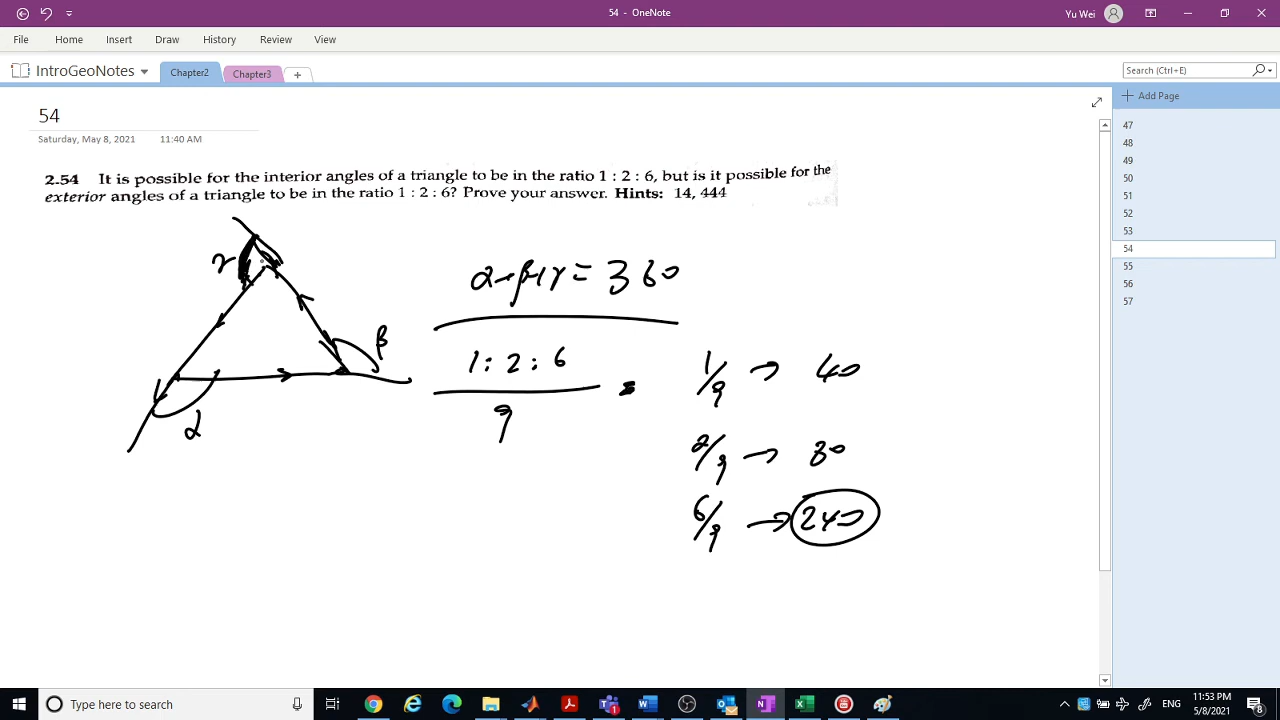 54 - OneNote
Yu Wei
File Home Insert Draw History Review View
IntroGeoNotes
Chapter2
Chapter3
+
Search (Ctrl+E)
Add Page
54
Saturday, May 8, 2021 11:40 AM
2.54 It is possible for the interior angles of a triangle to be in the ratio 1 : 2 : 6, but is it possible for the
exterior angles of a triangle to be in the ratio 1 : 2 : 6? Prove your answer. Hints: 14, 444
γ
β
α
α+β+γ = 360
1 : 2 : 6
9
1/9 → 40
2/9 → 80
6/9 → 240
47
48
49
50
51
52
53
54
55
56
57
Type here to search
ENG
11:53 PM
5/8/2021